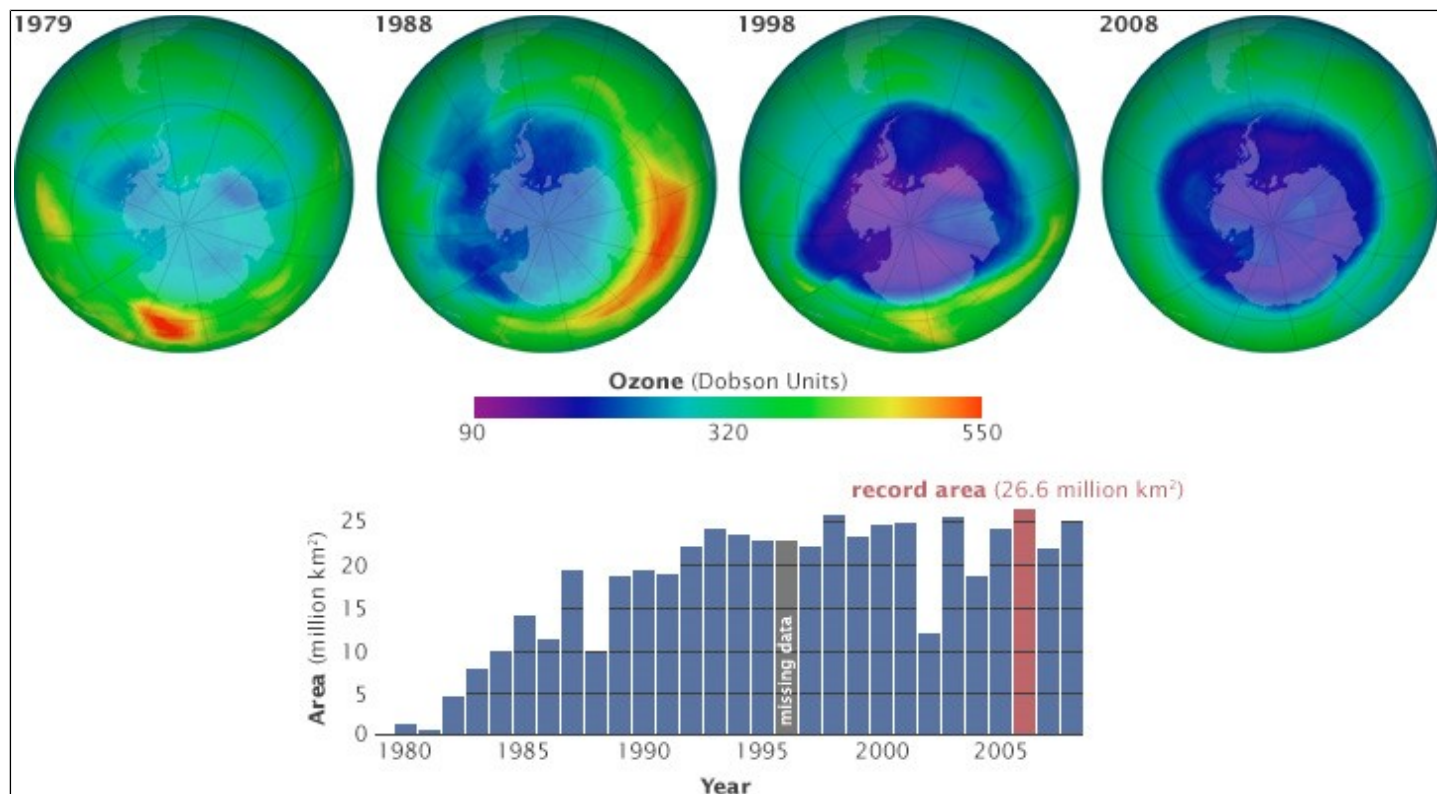 1979 1988 1998 2008
Ozone (Dobson Units)
90 320 550
record area (26.6 million km²)
Area (million km²)
25
20
15
10
5
0
missing data
1980 1985 1990 1995 2000 2005
Year